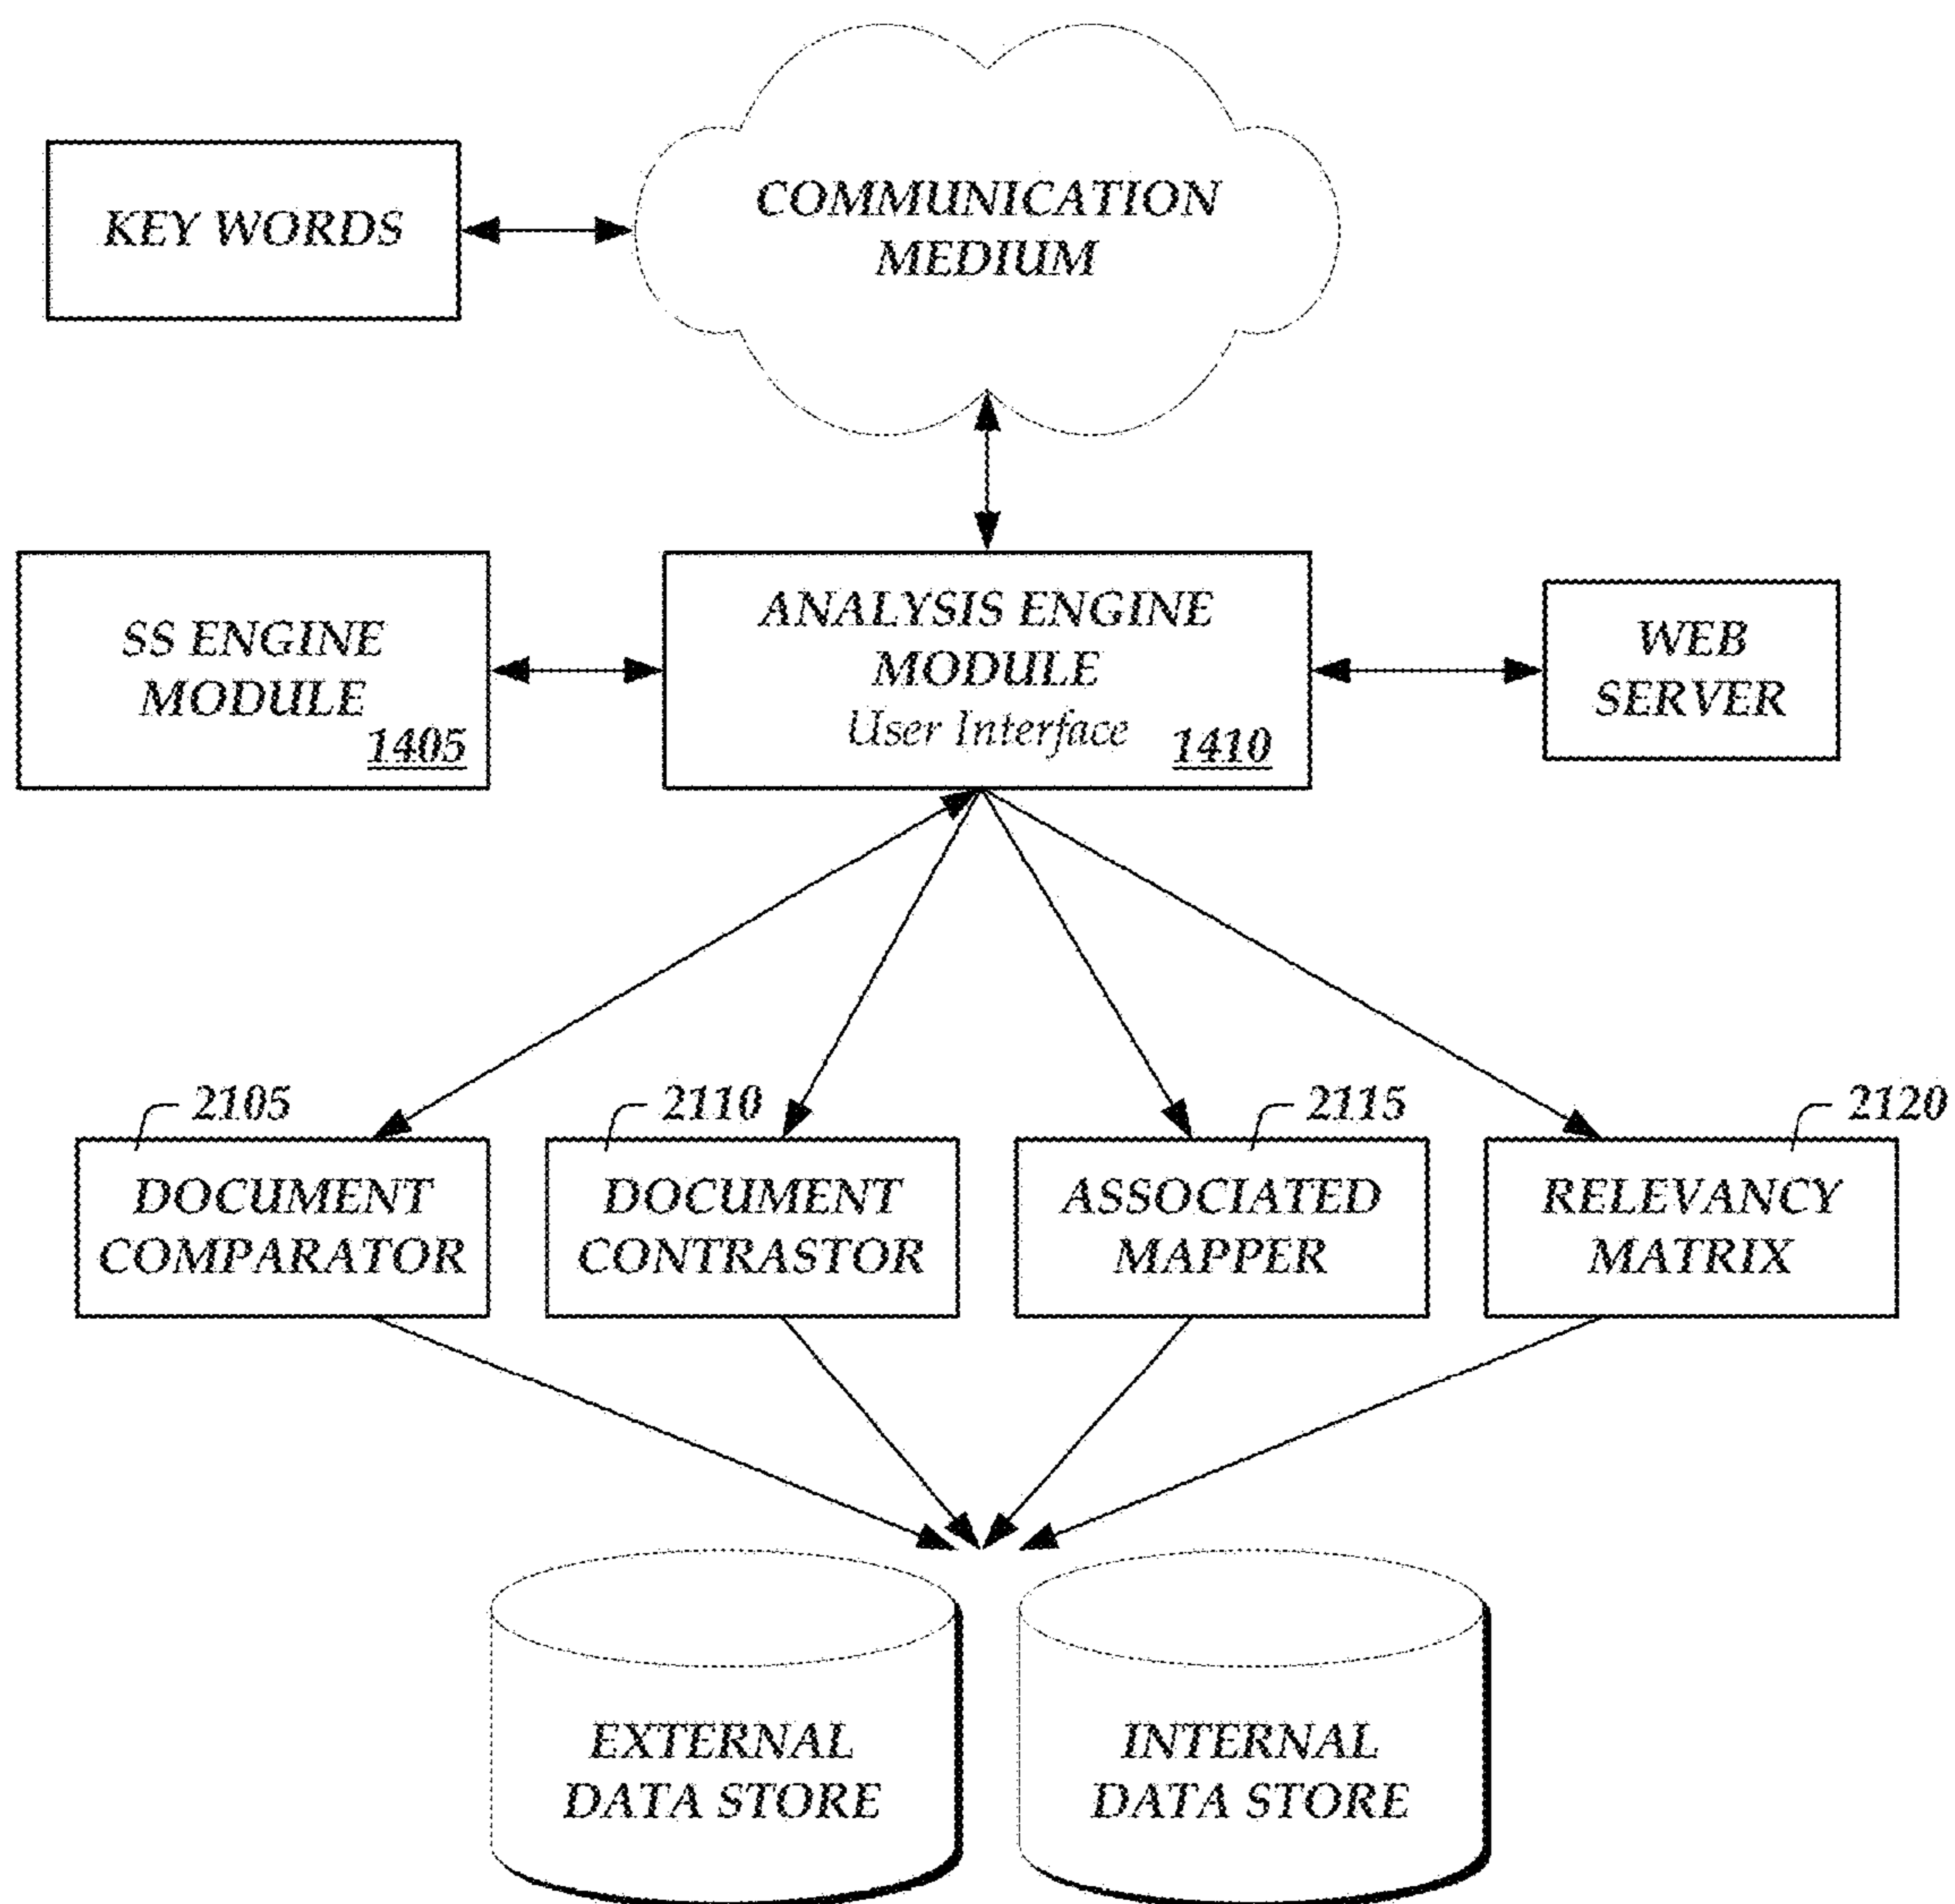 COMMUNICATION
MEDIUM
KEY WORDS
SS ENGINE
MODULE
1405
ANALYSIS ENGINE
MODULE
User Interface
1410
WEB
SERVER
2105
DOCUMENT
COMPARATOR
2110
DOCUMENT
CONTRASTOR
2115
ASSOCIATED
MAPPER
2120
RELEVANCY
MATRIX
EXTERNAL
DATA STORE
INTERNAL
DATA STORE